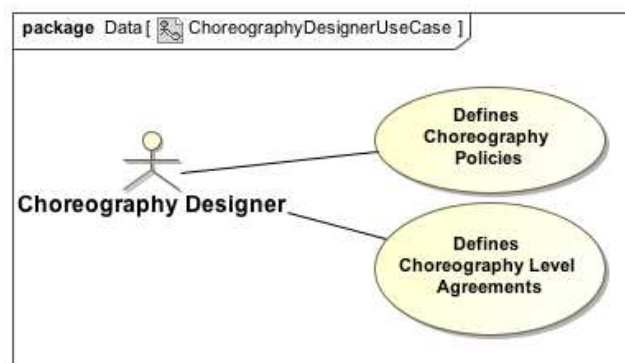 package Data [ ChoreographyDesignerUseCase ]
Defines
Choreography
Policies
Choreography Designer
Defines
Choreography Level
Agreements